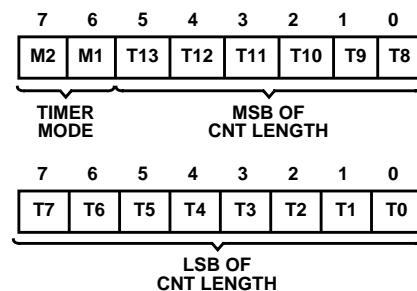 7 6 5 4 3 2 1 0
M2 M1 T13 T12 T11 T10 T9 T8
TIMER MODE
MSB OF CNT LENGTH
7 6 5 4 3 2 1 0
T7 T6 T5 T4 T3 T2 T1 T0
LSB OF
CNT LENGTH